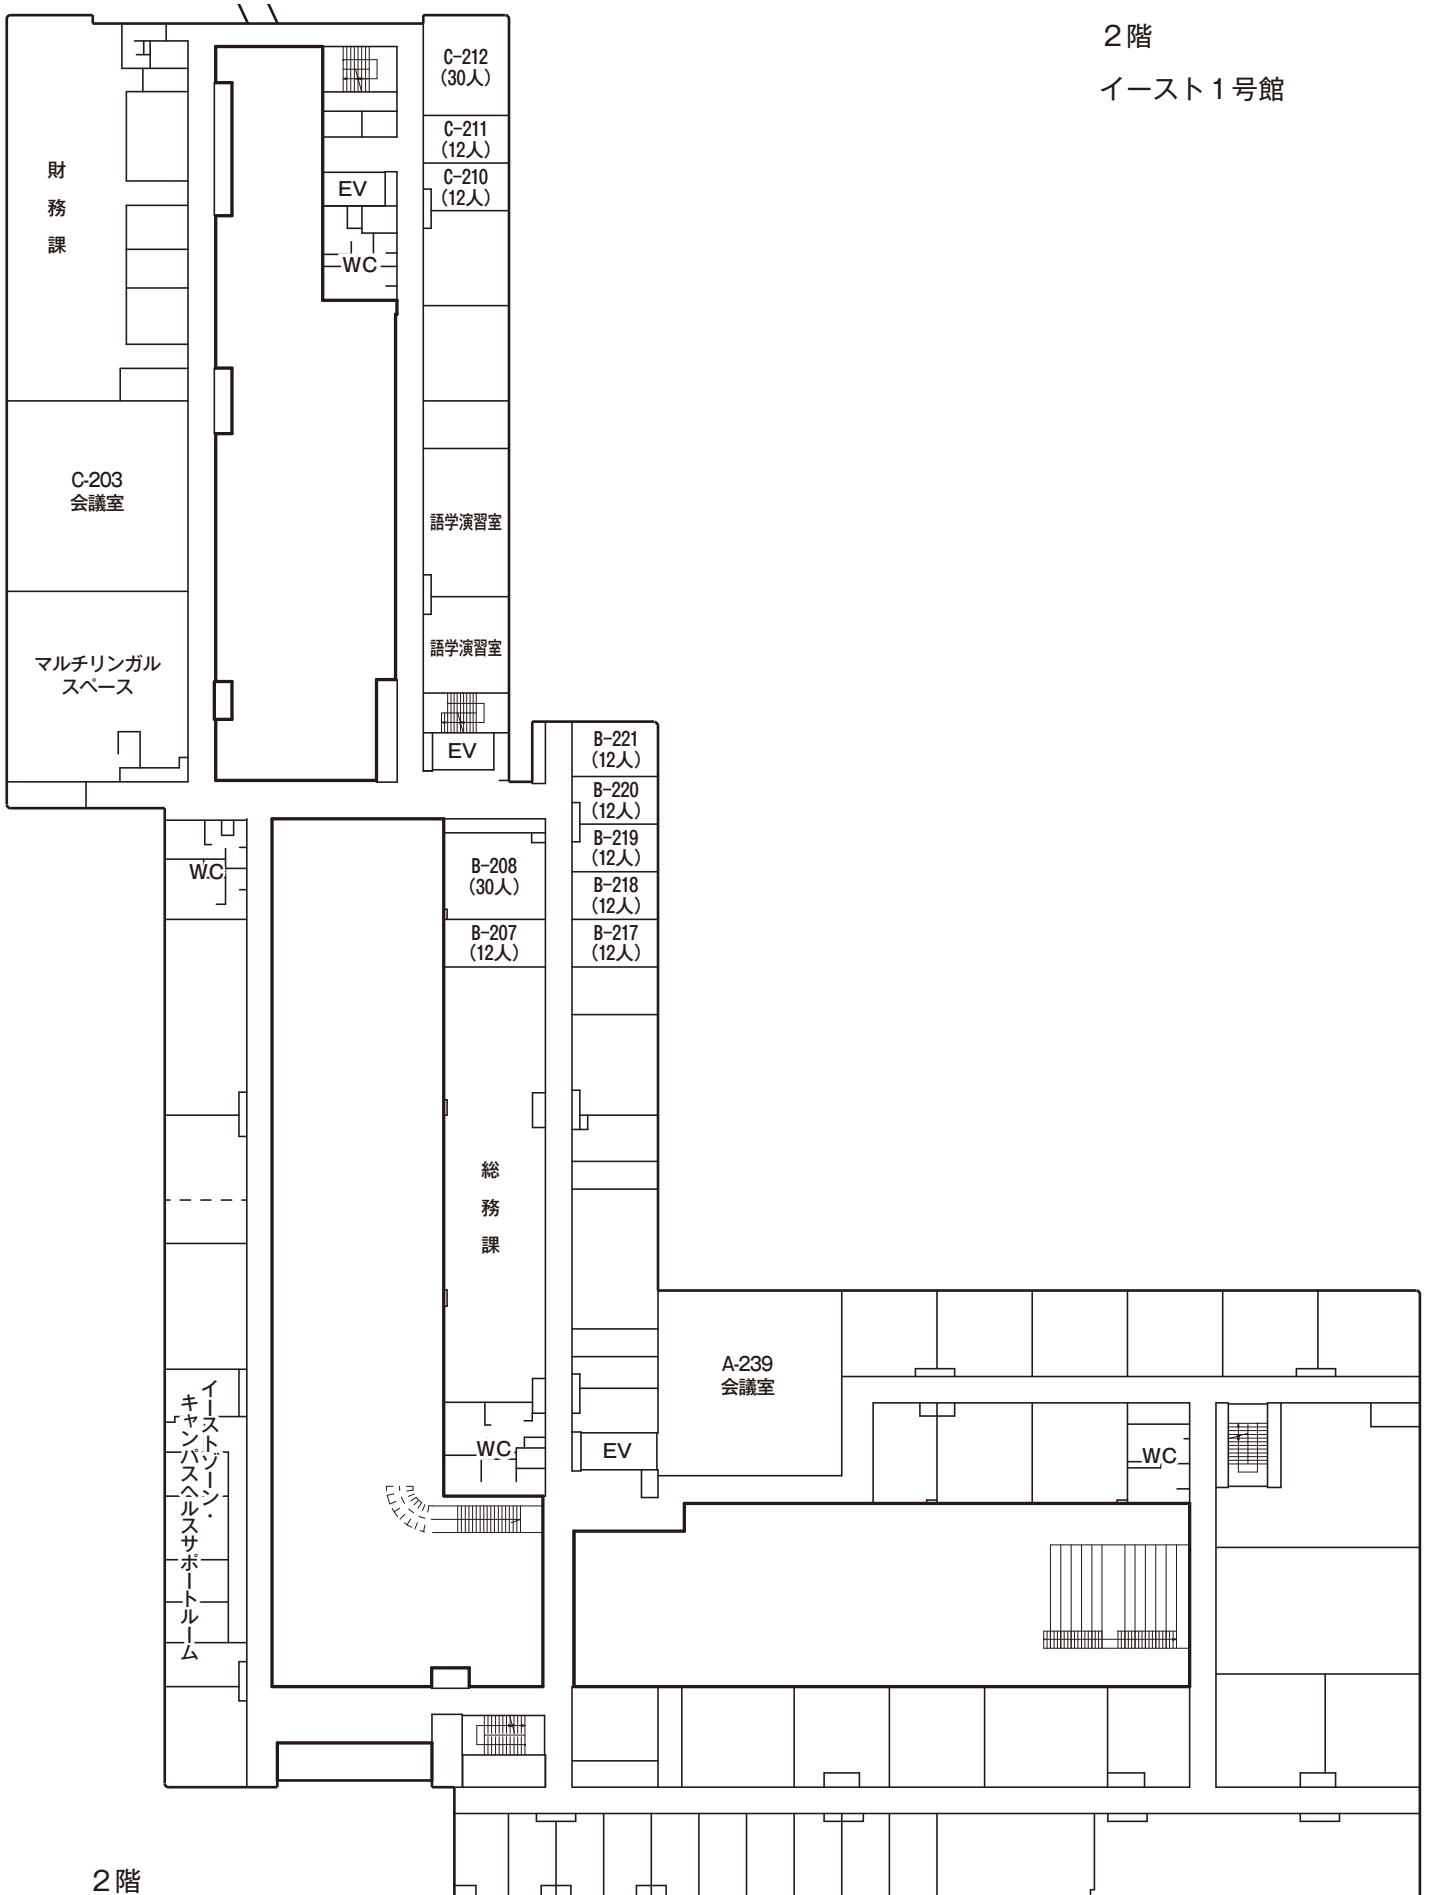 ２階
イースト１号館
C-212
（30人）
C-211
（12人）
C-210
（12人）
財務課
EV
WC
C-203
会議室
語学演習室
マルチリンガル
スペース
語学演習室
EV
B-221
（12人）
B-220
（12人）
B-219
（12人）
B-218
（12人）
B-217
（12人）
WC
B-208
（30人）
B-207
（12人）
総務課
A-239
会議室
イーストゾーン・
キャンパスヘルスサポートルーム
WC
EV
WC
２階